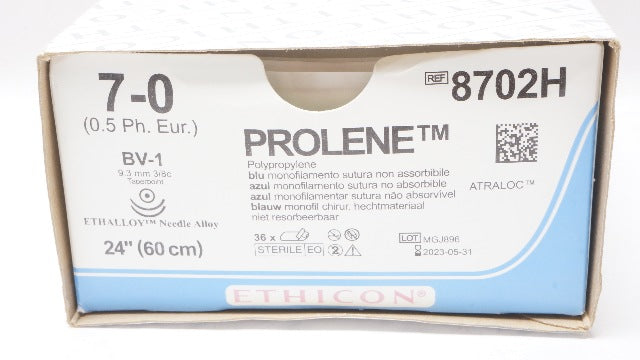 7-0
(0.5 Ph. Eur.)
BV-1
9.3 mm 3/8c
Taperpoint
ETHALLOY™ Needle Alloy
24" (60 cm)
REF 8702H
PROLENE™
Polypropylene
blu monofilamento sutura non assorbibile
azul monofilamento sutura no absorbible
azul monofilamentar sutura não absorvível
blauw monofil chirur. hechtmateriaal
niet resorbeerbaar
ATRALOC™
36 x
STERILE EO 2
LOT MGJ896
2023-05-31
ETHICON®